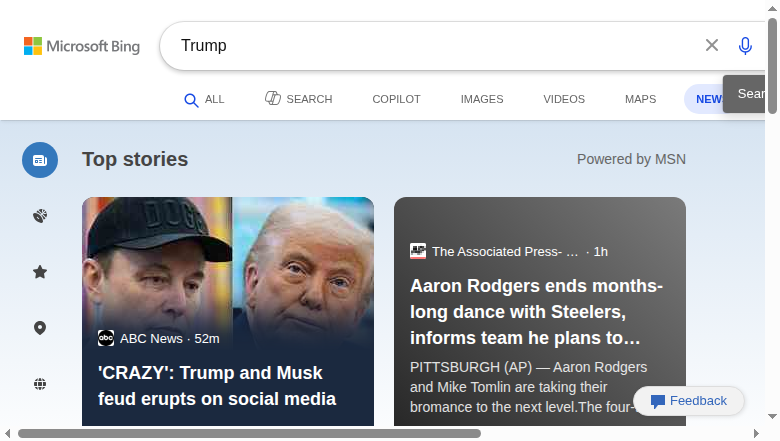 Microsoft Bing
Trump
ALL
SEARCH
COPILOT
IMAGES
VIDEOS
MAPS
NEWS
Sear
Top stories
Powered by MSN
DOGE
abc
ABC News · 52m
'CRAZY': Trump and Musk
feud erupts on social media
The Associated Press- … · 1h
Aaron Rodgers ends months-
long dance with Steelers,
informs team he plans to…
PITTSBURGH (AP) — Aaron Rodgers
and Mike Tomlin are taking their
bromance to the next level.The four-
Feedback